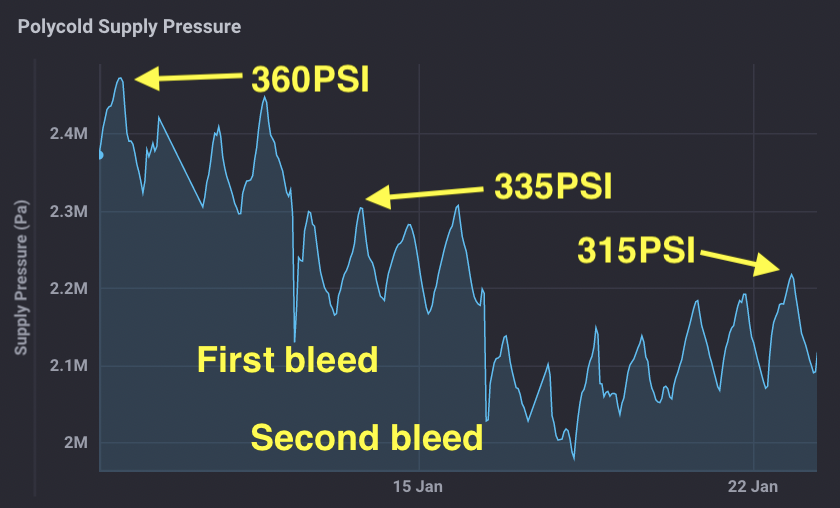 Polycold Supply Pressure
360PSI
2.4M
335PSI
2.3M
315PSI
2.2M
Supply Pressure (Pa)
First bleed
2.1M
Second bleed
2M
15 Jan
22 Jan